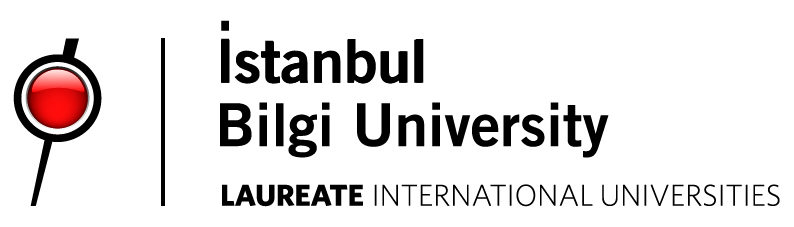 İstanbul
Bilgi University
LAUREATE INTERNATIONAL UNIVERSITIES